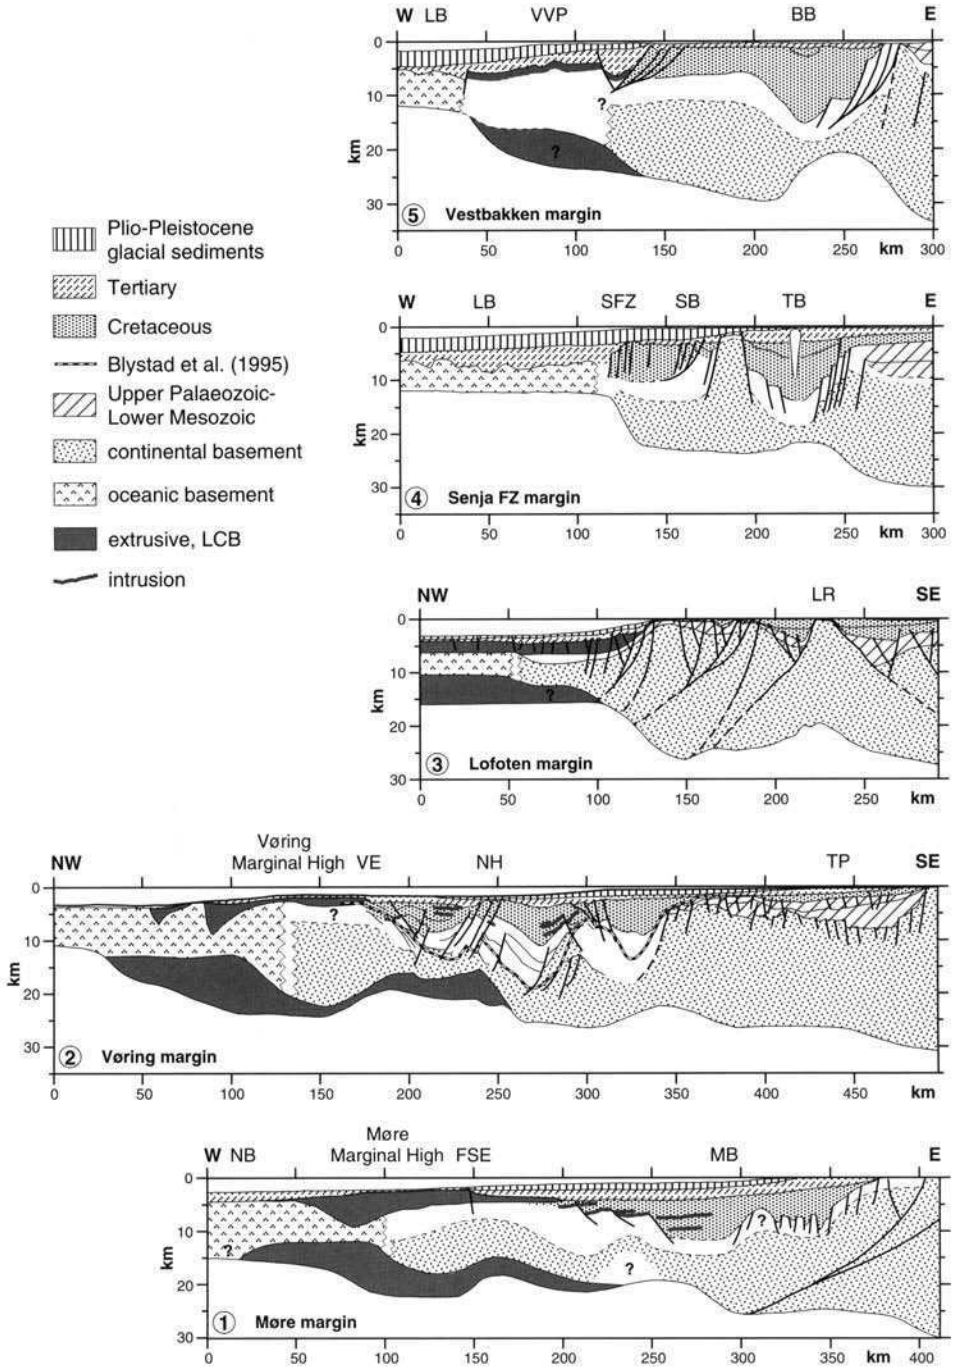 W LB VVP BB E
0
10
20
30
km
?
?
5 Vestbakken margin
0 50 100 150 200 250 km 300
Plio-Pleistocene
glacial sediments
Tertiary
Cretaceous
Blystad et al. (1995)
Upper Palaeozoic-
Lower Mesozoic
continental basement
oceanic basement
extrusive, LCB
intrusion
W LB SFZ SB TB E
0
10
20
30
km
4 Senja FZ margin
0 50 100 150 200 250 km 300
NW LR SE
0
10
20
30
km
?
3 Lofoten margin
0 50 100 150 200 250 km
Vøring
NW Marginal High VE NH TP SE
0
10
20
30
km
?
2 Vøring margin
0 50 100 150 200 250 300 350 400 450 km
Møre
W NB Marginal High FSE MB E
0
10
20
30
km
?
?
?
1 Møre margin
0 50 100 150 200 250 300 350 km 400